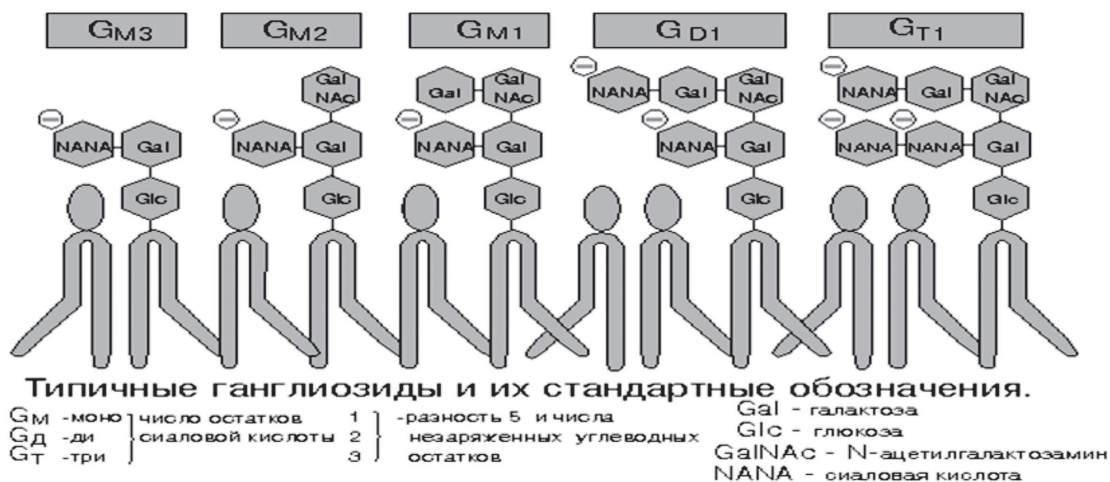 GM3 GM2 GM1 GD1 GT1
Gal NAc Gal Gal NAc NANA Gal Gal NAc NANA Gal Gal NAc
NANA Gal NANA Gal NANA Gal NANA Gal NANA NANA Gal
Glc Glc Glc Glc Glc
Типичные ганглиозиды и их стандартные обозначения.
GМ -моно число остатков 1 -разность 5 и числа Gal - галактоза
GД -ди сиаловой кислоты 2 незаряженных углеводных Glc - глюкоза
GТ -три 3 остатков GalNAc - N-ацетилгалактозамин
NANA - сиаловая кислота